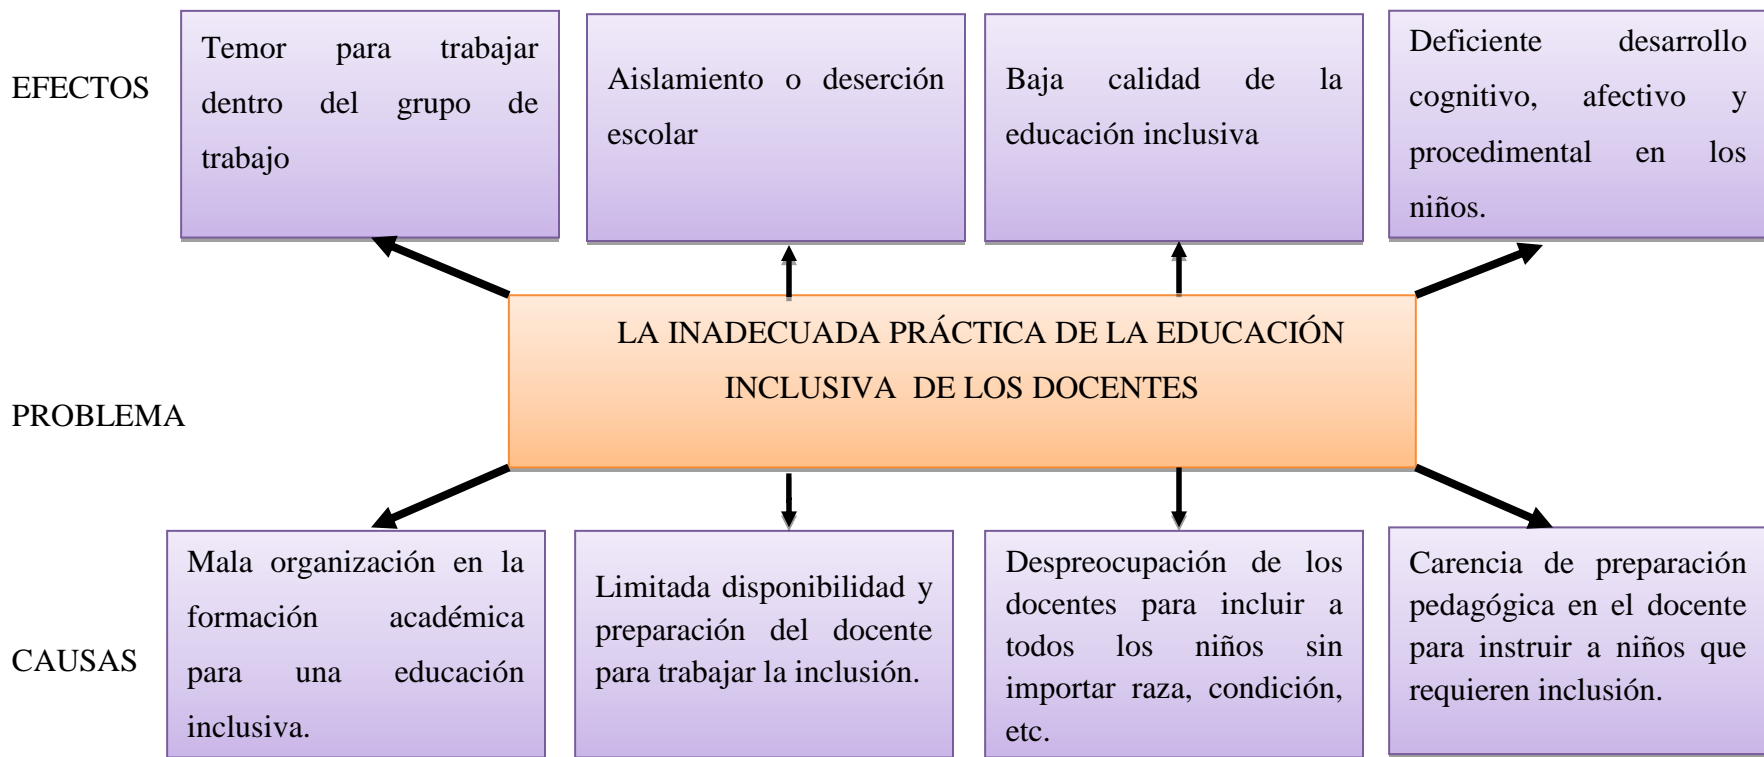 EFECTOS
Temor para trabajar
dentro del grupo de
trabajo
Aislamiento o deserción
escolar
Baja calidad de la
educación inclusiva
Deficiente desarrollo
cognitivo, afectivo y
procedimental en los
niños.
PROBLEMA
LA INADECUADA PRÁCTICA DE LA EDUCACIÓN
INCLUSIVA DE LOS DOCENTES
CAUSAS
Mala organización en la
formación académica
para una educación
inclusiva.
Limitada disponibilidad y
preparación del docente
para trabajar la inclusión.
Despreocupación de los
docentes para incluir a
todos los niños sin
importar raza, condición,
etc.
Carencia de preparación
pedagógica en el docente
para instruir a niños que
requieren inclusión.